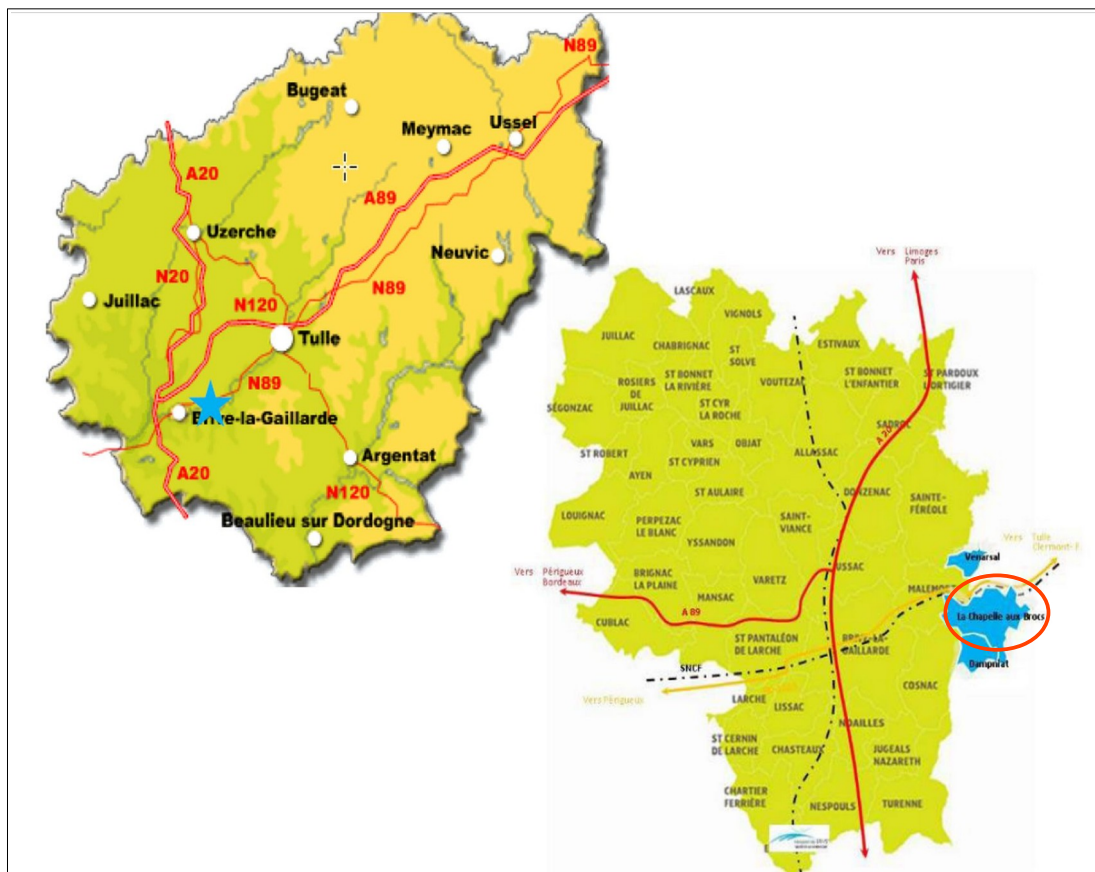 N89
Bugeat
Meymac
Ussel
A20
A89
Uzerche
Neuvic
N20
N89
Juillac
N120
Tulle
N89
Brive-la-Gaillarde
Argentat
A20
N120
Beaulieu sur Dordogne
Vers Limoges
Paris
LASCAUX
VIGNOLS
JUILLAC
CHABRIGNAC
ST
SOLVE
ESTIVAUX
ST BONNET
LA RIVIÈRE
VOUTEZAC
ST BONNET
L'ENFANTIER
ST PARDOUX
L'ORTIGIER
ROSIERS
DE
JUILLAC
ST CYR
LA ROCHE
SÉGONZAC
SADROC
A 20
VARS
OBJAT
ST ROBERT
ST CYPRIEN
ALLASSAC
AYEN
ST AULAIRE
DONZENAC
SAINTE-
FÉRÉOLE
LOUIGNAC
PERPEZAC
LE BLANC
SAINT-
VIANCE
YSSANDON
Vers Tulle
Clermont- F
Venarsal
Vers Périgueux
Bordeaux
BRIGNAC
LA PLAINE
VARETZ
USSAC
MALEMORT
MANSAC
A 89
La Chapelle aux Brocs
CUBLAC
ST PANTALÉON
DE LARCHE
BRIVE-LA-
GAILLARDE
Dampniat
SNCF
COSNAC
Vers Périgueux
LARCHE
LISSAC
NOAILLES
ST CERNIN
DE LARCHE
CHASTEAUX
JUGEALS
NAZARETH
CHARTIER
FERRIÈRE
NESPOULS
TURENNE